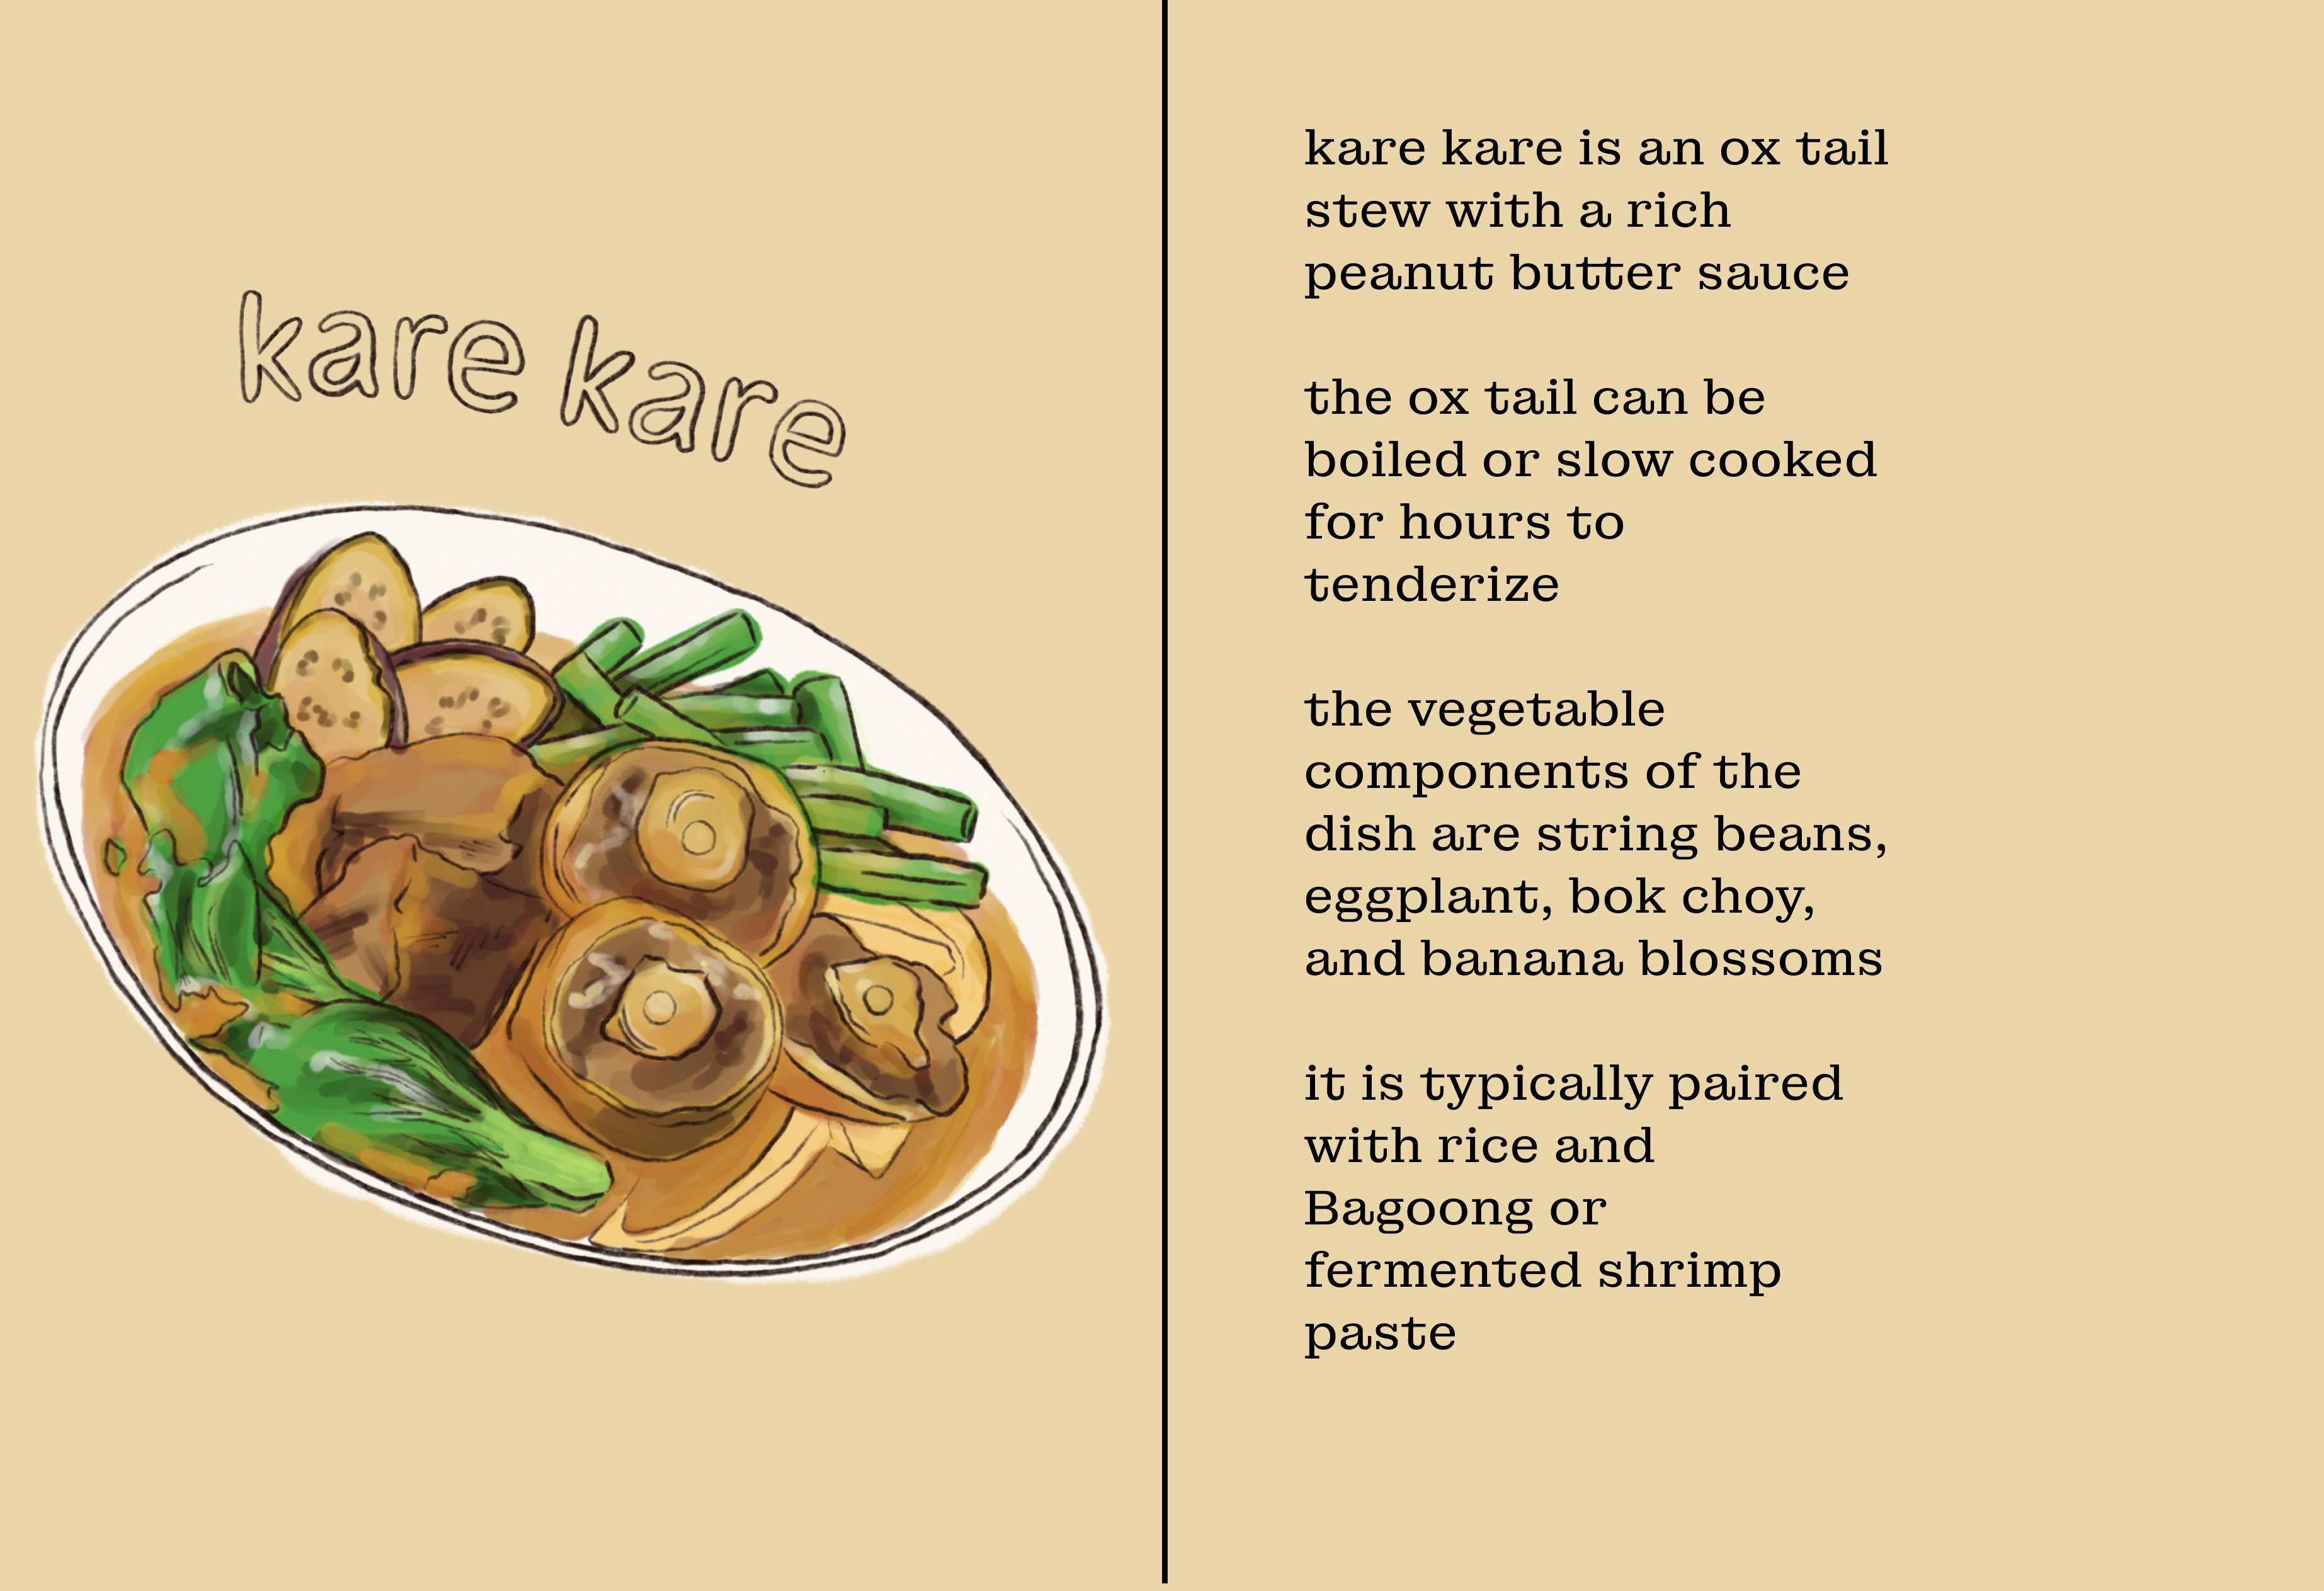 kare kare
kare kare is an ox tail
stew with a rich
peanut butter sauce
the ox tail can be
boiled or slow cooked
for hours to
tenderize
the vegetable
components of the
dish are string beans,
eggplant, bok choy,
and banana blossoms
it is typically paired
with rice and
Bagoong or
fermented shrimp
paste